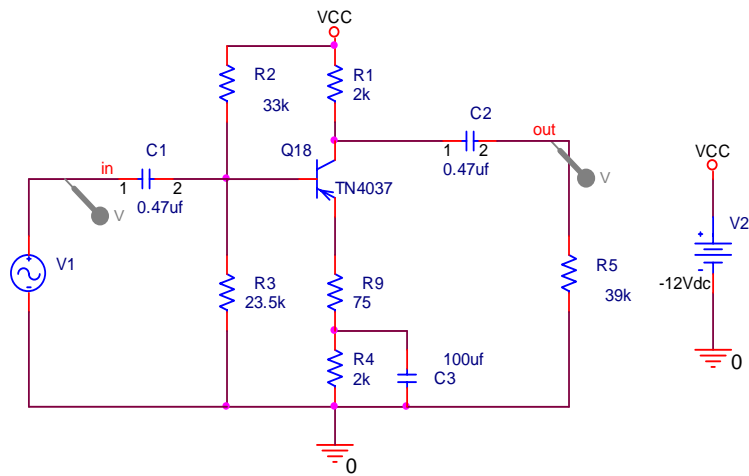 VCC
R2
33k
R1
2k
C2
out
1
2
0.47uf
V
in
C1
1
2
0.47uf
V
Q18
TN4037
VCC
V2
-12Vdc
0
V1
R3
23.5k
R9
75
R5
39k
R4
2k
100uf
C3
0